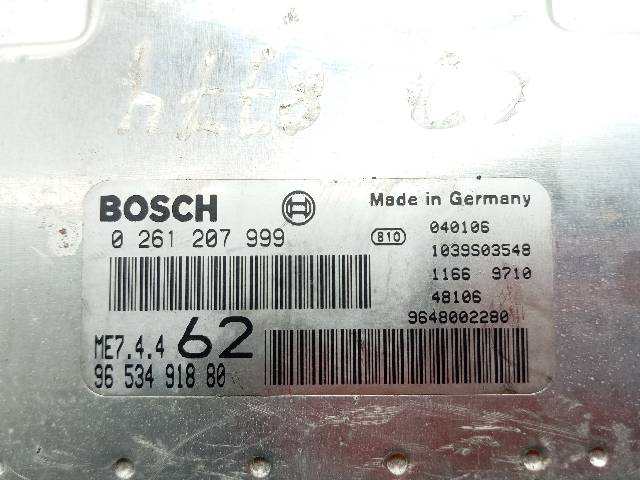 BOSCH
0 261 207 999
ME7.4.4 62
96 534 918 80
Made in Germany
B10 040106
1039S03548
1166 9710
48106
9648002280